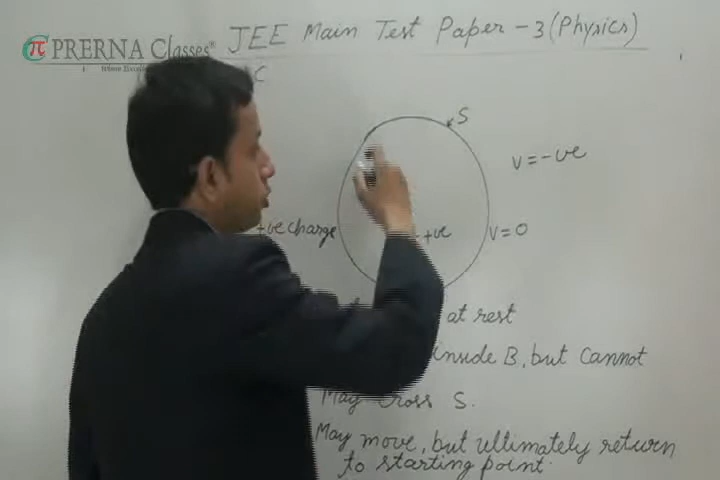 PRERNA Classes
JEE Main Test Paper - 3 (Physics)
C
S
V = -ve
+ve charge
+ve
V = 0
at rest
inside B, but Cannot
May Cross S.
May move, but ulltimately return
to starting point.